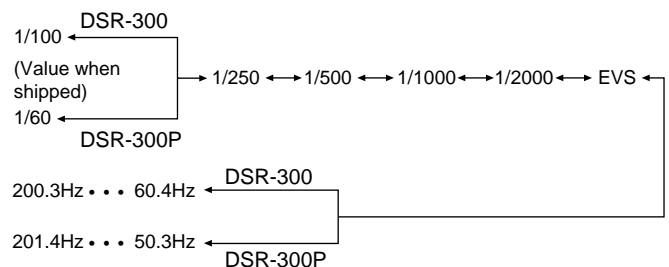 DSR-300
1/100
(Value when
shipped)
1/250 1/500 1/1000 1/2000 EVS
1/60
DSR-300P
DSR-300
200.3Hz • • • 60.4Hz
201.4Hz • • • 50.3Hz
DSR-300P